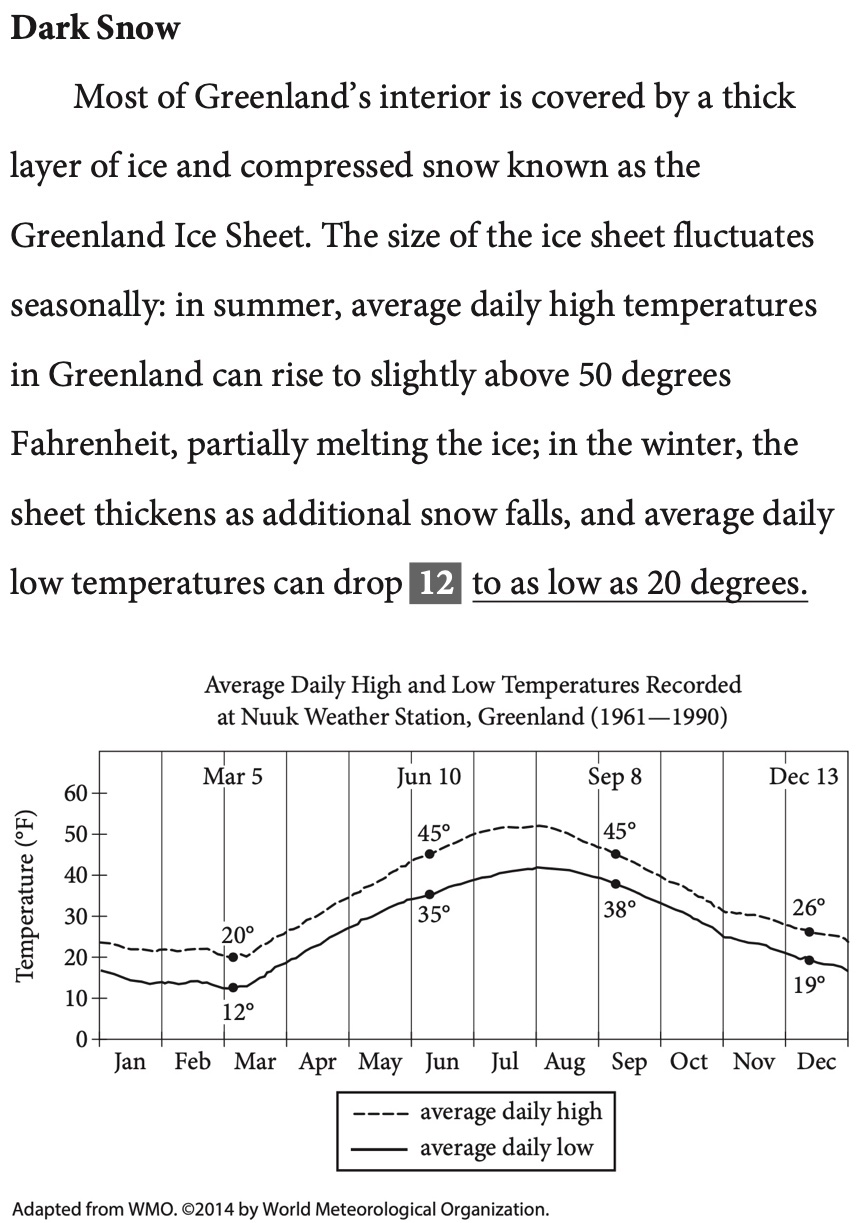 Dark Snow
Most of Greenland’s interior is covered by a thick
layer of ice and compressed snow known as the
Greenland Ice Sheet. The size of the ice sheet fluctuates
seasonally: in summer, average daily high temperatures
in Greenland can rise to slightly above 50 degrees
Fahrenheit, partially melting the ice; in the winter, the
sheet thickens as additional snow falls, and average daily
low temperatures can drop 12 to as low as 20 degrees.
Average Daily High and Low Temperatures Recorded
at Nuuk Weather Station, Greenland (1961—1990)
Temperature (°F)
Mar 5 Jun 10 Sep 8 Dec 13
60
50
40
30
20
10
0
20°
12°
45°
35°
45°
38°
26°
19°
Jan Feb Mar Apr May Jun Jul Aug Sep Oct Nov Dec
average daily high
average daily low
Adapted from WMO. ©2014 by World Meteorological Organization.